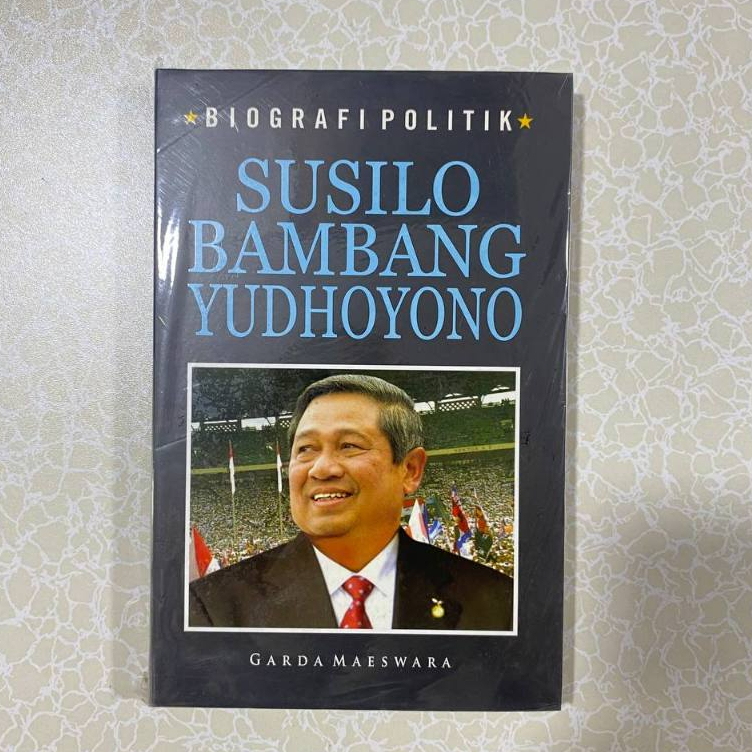 BIOGRAFI POLITIK
SUSILO
BAMBANG
YUDHOYONO
GARDA MAESWARA